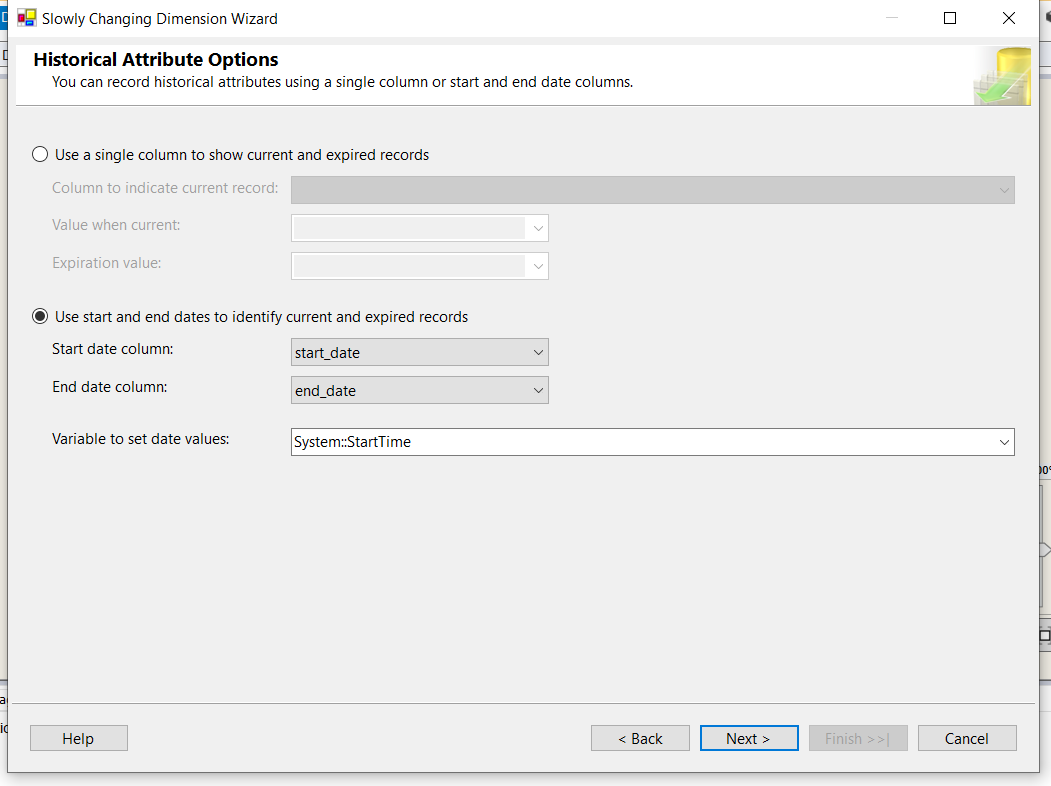 Slowly Changing Dimension Wizard
Historical Attribute Options
You can record historical attributes using a single column or start and end date columns.
Use a single column to show current and expired records
Column to indicate current record:
Value when current:
Expiration value:
Use start and end dates to identify current and expired records
Start date column: start_date
End date column: end_date
Variable to set date values: System::StartTime
Help < Back Next > Finish >>| Cancel